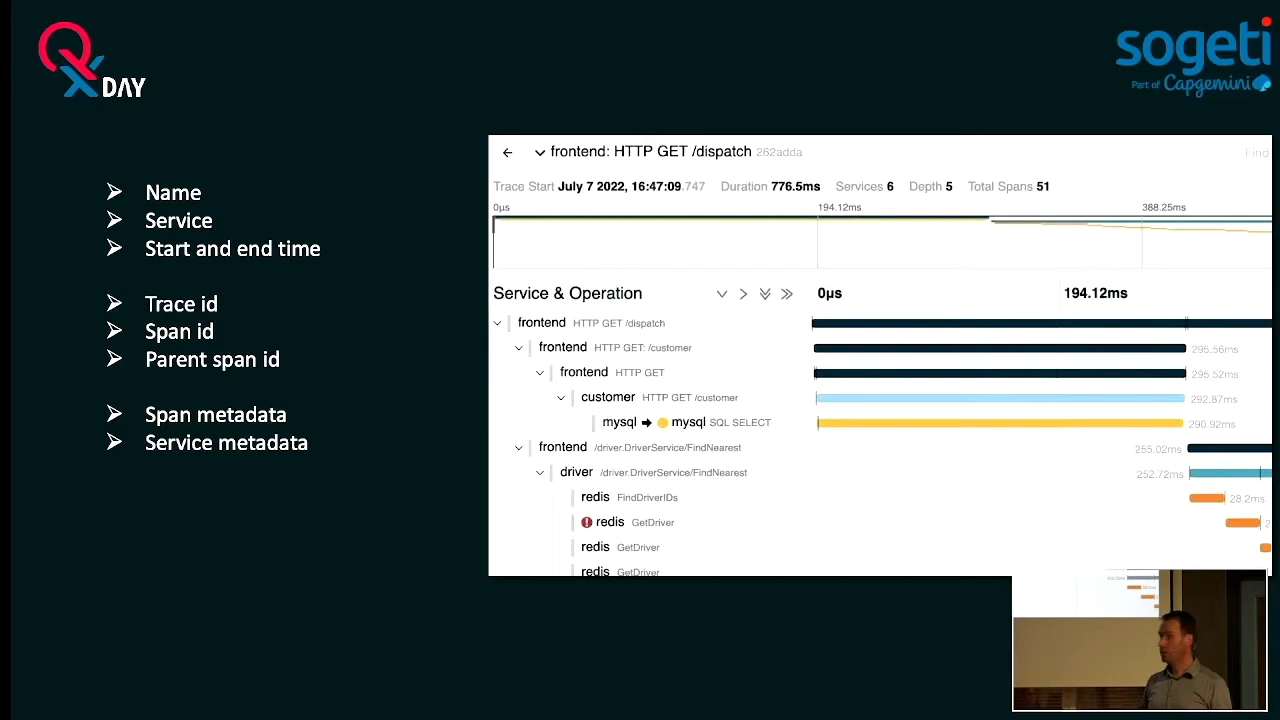 QX DAY
sogeti
Part of Capgemini
Name
Service
Start and end time
Trace id
Span id
Parent span id
Span metadata
Service metadata
frontend: HTTP GET /dispatch 262adda
Find
Trace Start July 7 2022, 16:47:09.747 Duration 776.5ms Services 6 Depth 5 Total Spans 51
0μs 194.12ms 388.25ms
Service & Operation 0μs 194.12ms
frontend HTTP GET /dispatch
frontend HTTP GET: /customer 295.56ms
frontend HTTP GET 295.52ms
customer HTTP GET /customer 292.87ms
mysql mysql SQL SELECT 290.92ms
frontend /driver.DriverService/FindNearest 255.02ms
driver /driver.DriverService/FindNearest 252.72ms
redis FindDriverIDs 28.2ms
redis GetDriver 2
redis GetDriver
redis GetDriver